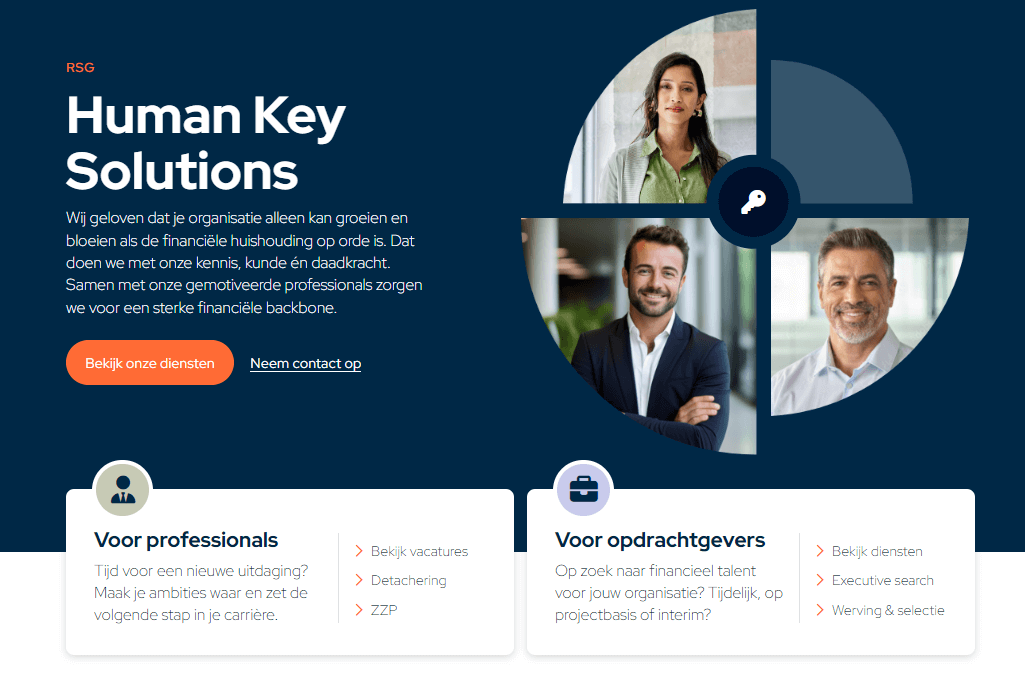 RSG
Human Key
Solutions
Wij geloven dat je organisatie alleen kan groeien en
bloeien als de financiële huishouding op orde is. Dat
doen we met onze kennis, kunde én daadkracht.
Samen met onze gemotiveerde professionals zorgen
we voor een sterke financiële backbone.
Bekijk onze diensten
Neem contact op
Voor professionals
Tijd voor een nieuwe uitdaging?
Maak je ambities waar en zet de
volgende stap in je carrière.
Bekijk vacatures
Detachering
ZZP
Voor opdrachtgevers
Op zoek naar financieel talent
voor jouw organisatie? Tijdelijk, op
projectbasis of interim?
Bekijk diensten
Executive search
Werving & selectie